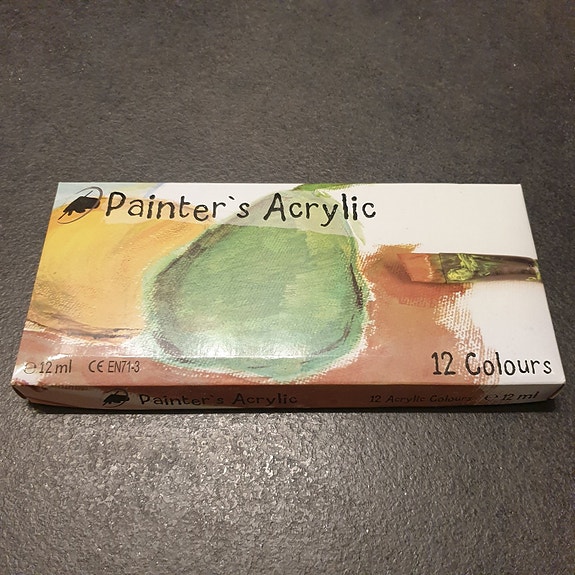 Painter`s Acrylic
℮ 12 ml CE EN71-3
12 Colours
Painter`s Acrylic
12 Acrylic Colours ℮ 12 ml